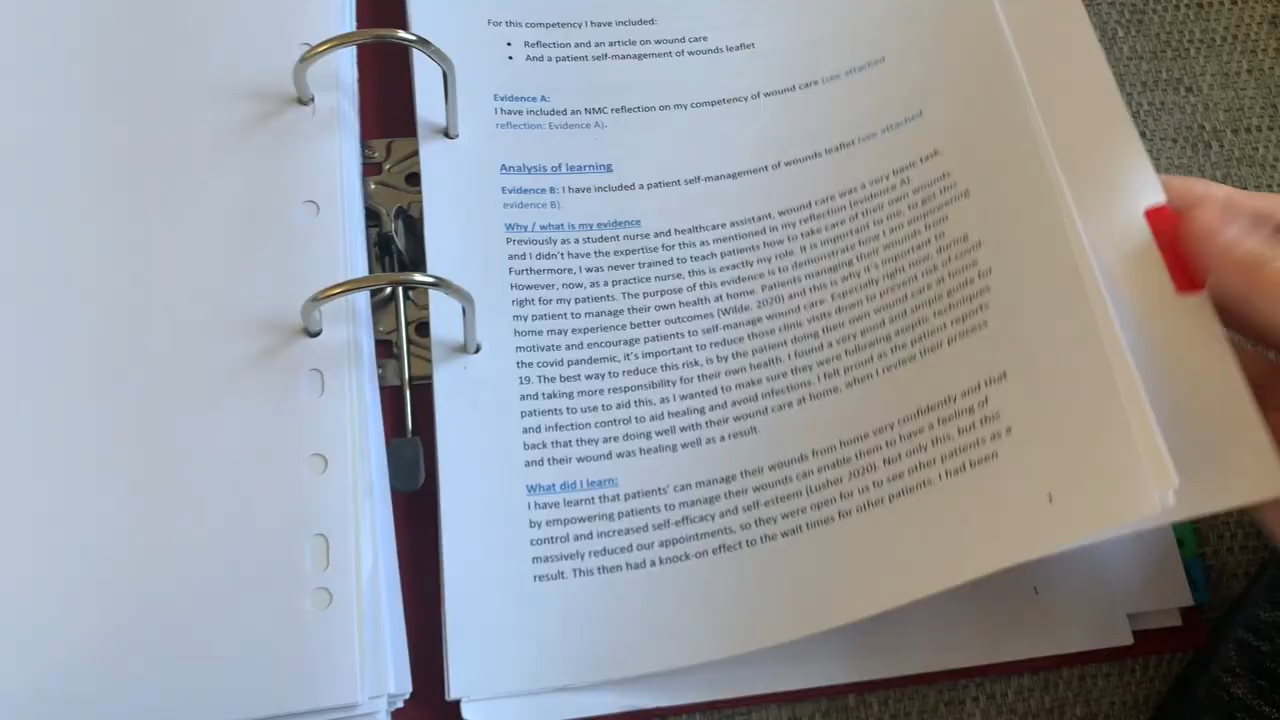 For this competency I have included:
• Reflection and an article on wound care
• And a patient self-management of wounds leaflet
Evidence A:
I have included an NMC reflection on my competency of wound care (see attached
reflection: Evidence A).
Analysis of learning
Evidence B: I have included a patient self-management of wounds leaflet (see attached
evidence B).
Why / what is my evidence
Previously as a student nurse and healthcare assistant, wound care was a very basic task,
and I didn't have the expertise for this as mentioned in my reflection (evidence A).
Furthermore, I was never trained to teach patients how to take care of their own wounds.
However, now, as a practice nurse, this is exactly my role. It is important to me, to get this
right for my patients. The purpose of this evidence is to demonstrate how I am empowering
my patient to manage their own health at home. Patients managing their wounds from
home may experience better outcomes (Wilde, 2020) and this is why it's important to
motivate and encourage patients to self-manage wound care. Especially right now, during
the covid pandemic, it's important to reduce those clinic visits down to prevent risk of covid-
19. The best way to reduce this risk, is by the patient doing their own wound care at home
and taking more responsibility for their own health. I found a very good and simple guide for
patients to use to aid this, as I wanted to make sure they were following aseptic techniques
and infection control to aid healing and avoid infections. I felt proud as the patient reports
back that they are doing well with their wound care at home, when I review their process
and their wound was healing well as a result.
What did I learn:
I have learnt that patients' can manage their wounds from home very confidently and that
by empowering patients to manage their wounds can enable them to have a feeling of
control and increased self-efficacy and self-esteem (Lusher 2020). Not only this, but this
massively reduced our appointments, so they were open for us to see other patients as a
result. This then had a knock-on effect to the wait times for other patients. I had been
1
1